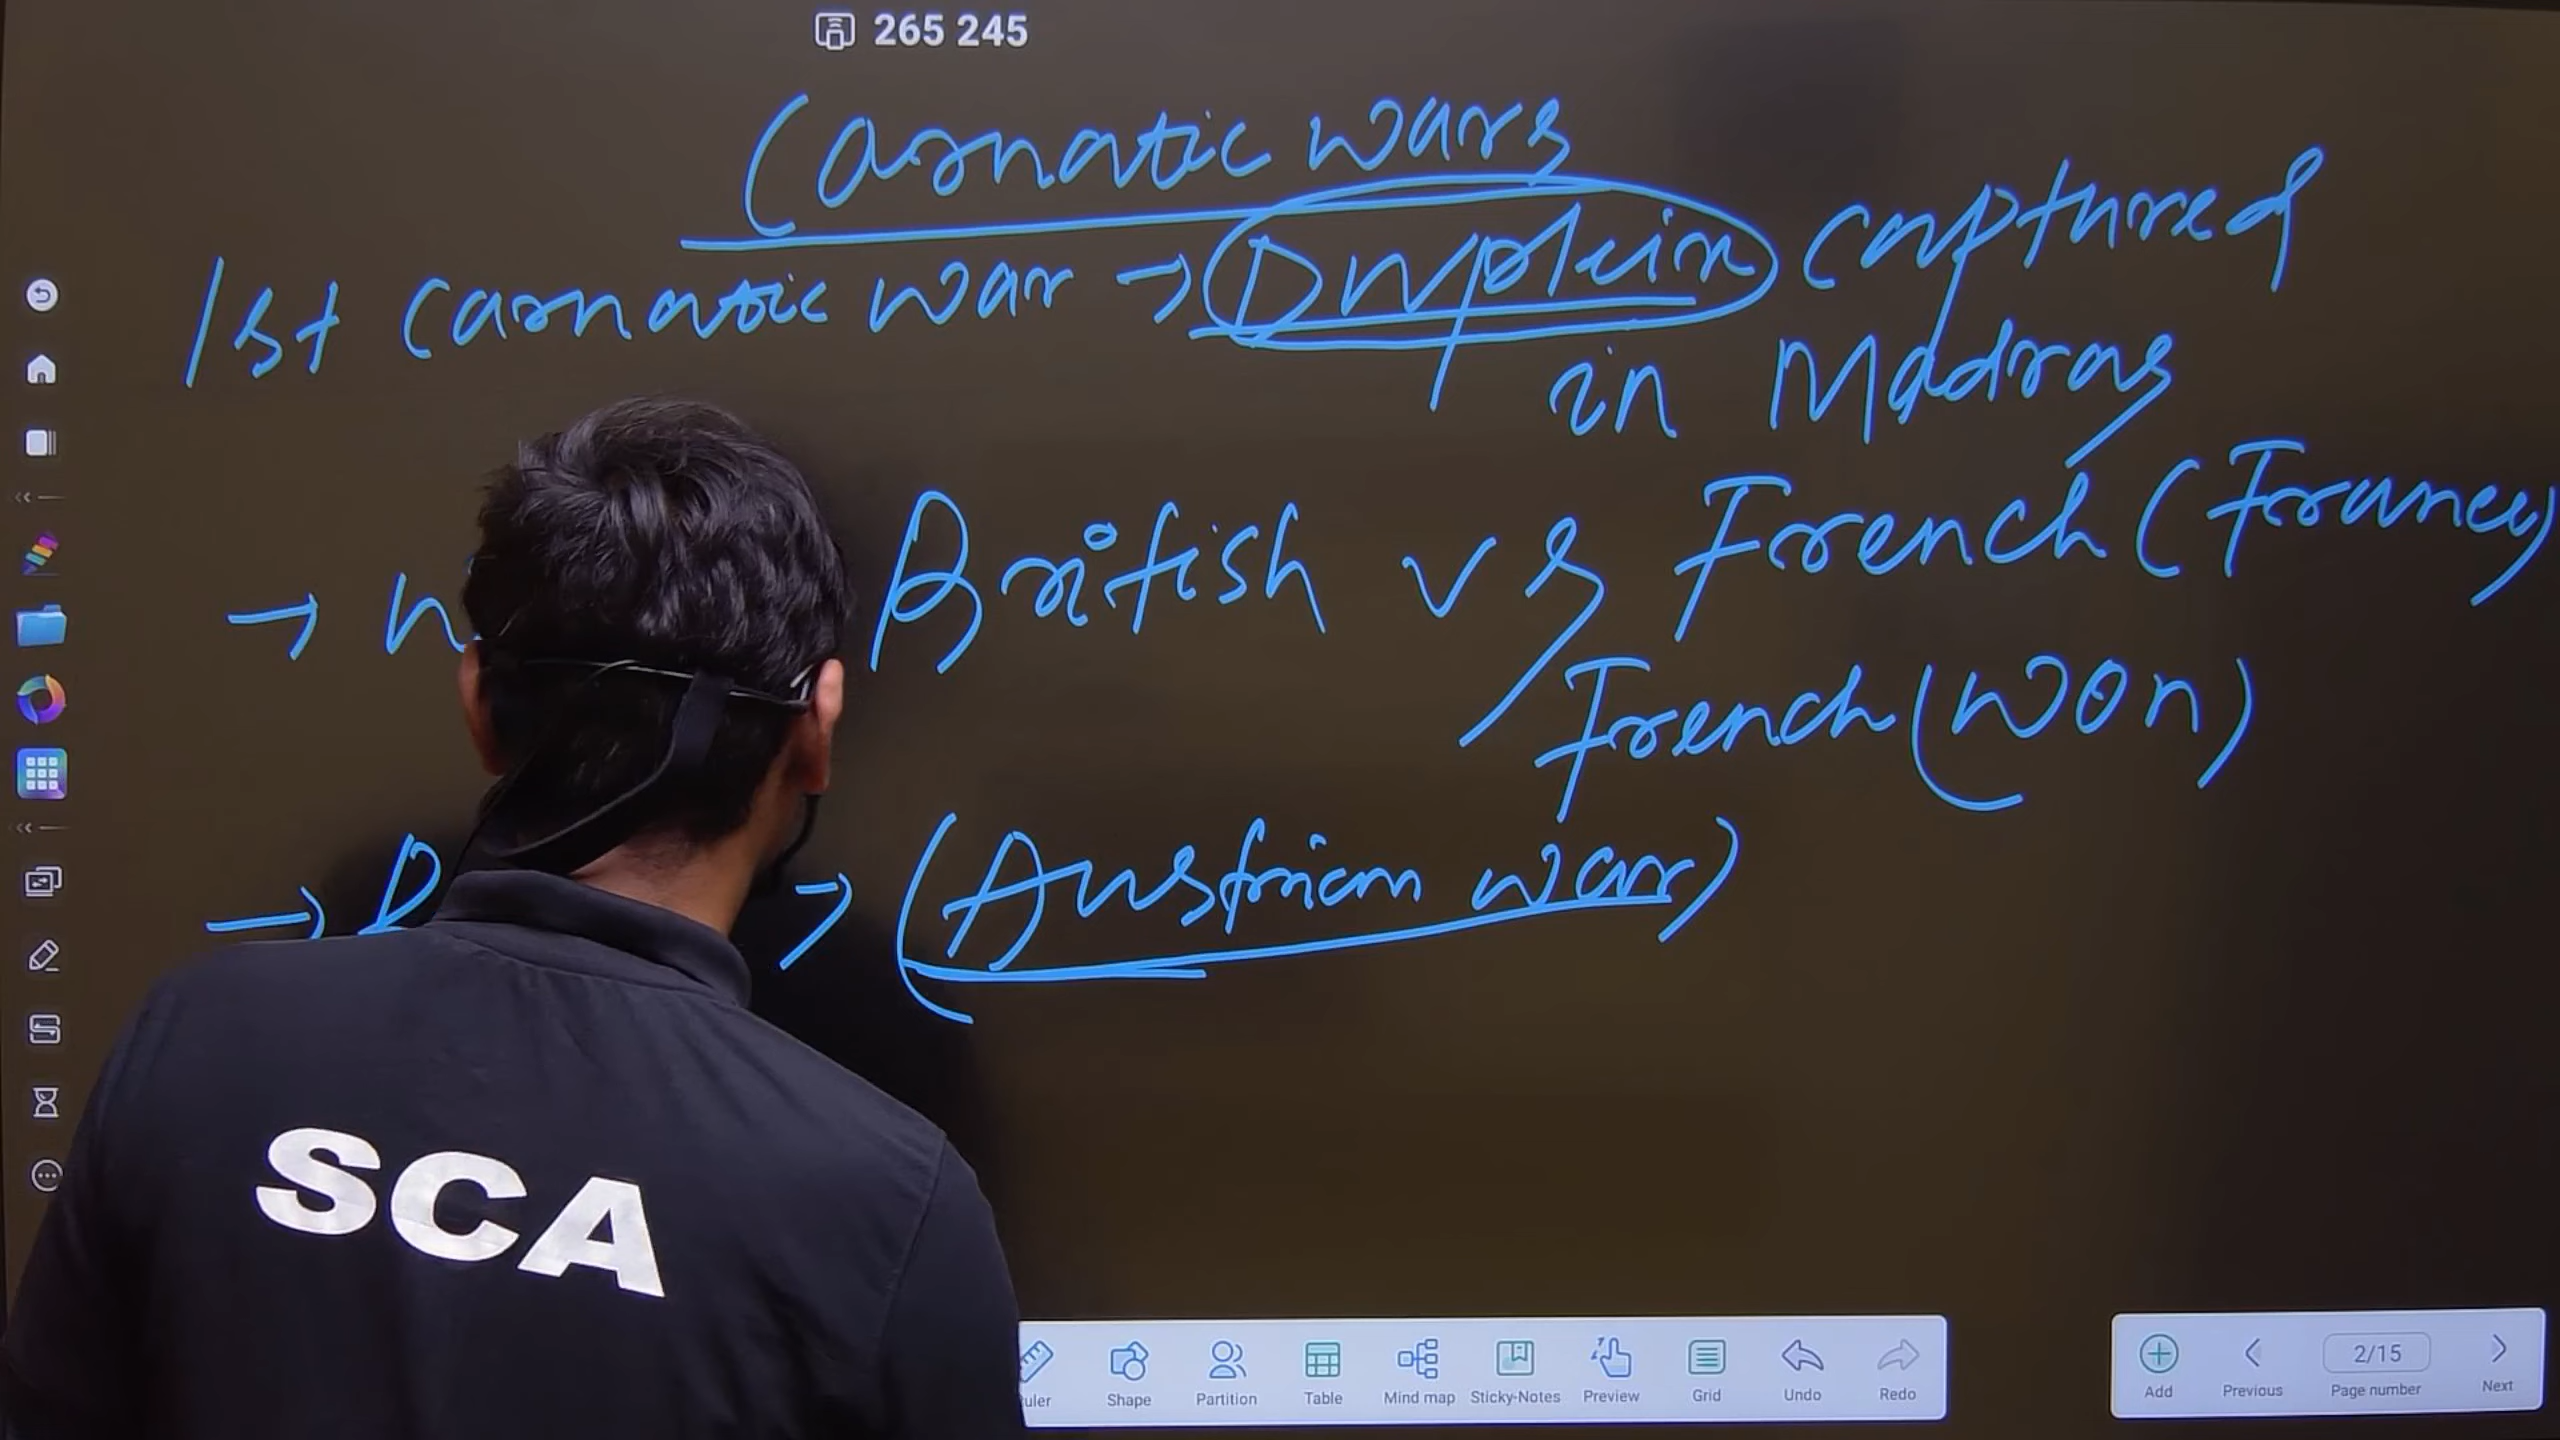 265 245
Carnatic wars
1st Carnatic war → Dupleix captured
in Madras
→ British vs French (France)
French (won)
→ → (Austrian war)
SCA
Shape Partition Table Mind map Sticky-Notes Preview Grid Undo Redo
Add Previous 2/15 Page number Next